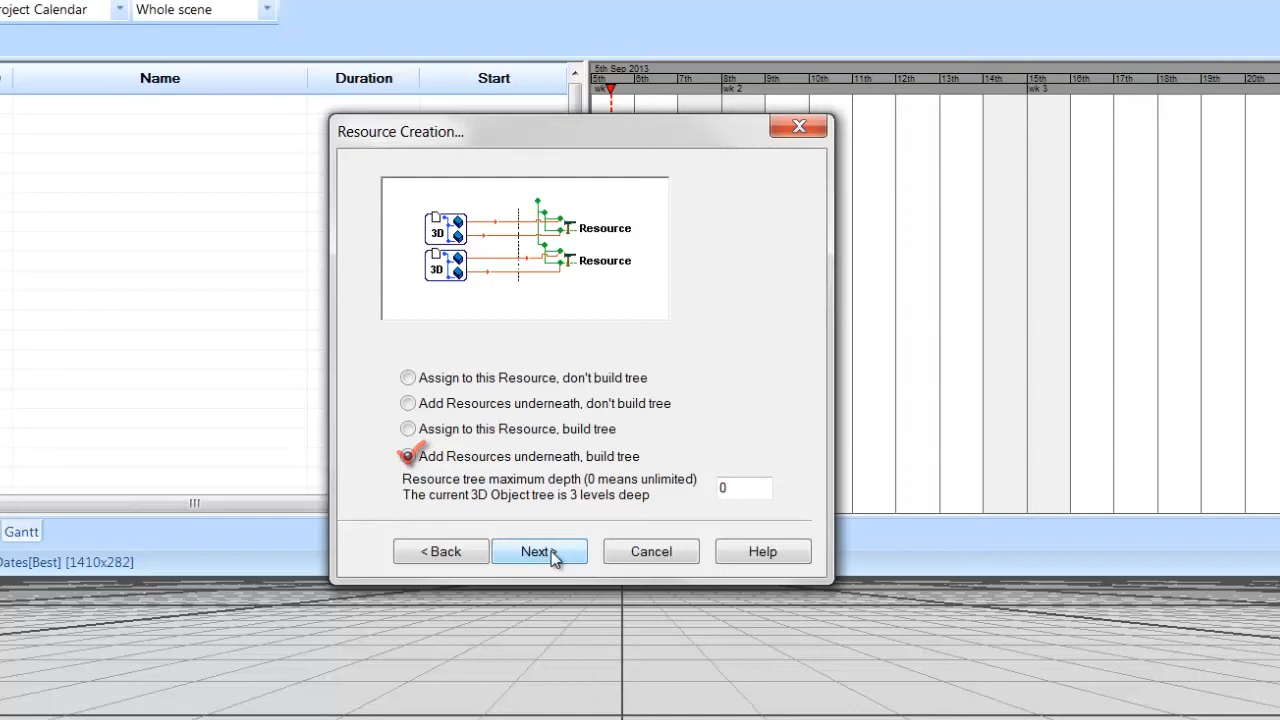 roject Calendar
Whole scene
Name
Duration
Start
5th Sep 2013
5th 6th 7th 8th 9th 10th 11th 12th 13th 14th 15th 16th 17th 18th 19th 20th
wk wk 2 wk 3
Resource Creation...
3D
Resource
3D
Resource
Assign to this Resource, don't build tree
Add Resources underneath, don't build tree
Assign to this Resource, build tree
Add Resources underneath, build tree
Resource tree maximum depth (0 means unlimited)
The current 3D Object tree is 3 levels deep
0
< Back
Next
Cancel
Help
Gantt
Dates[Best] [1410x282]